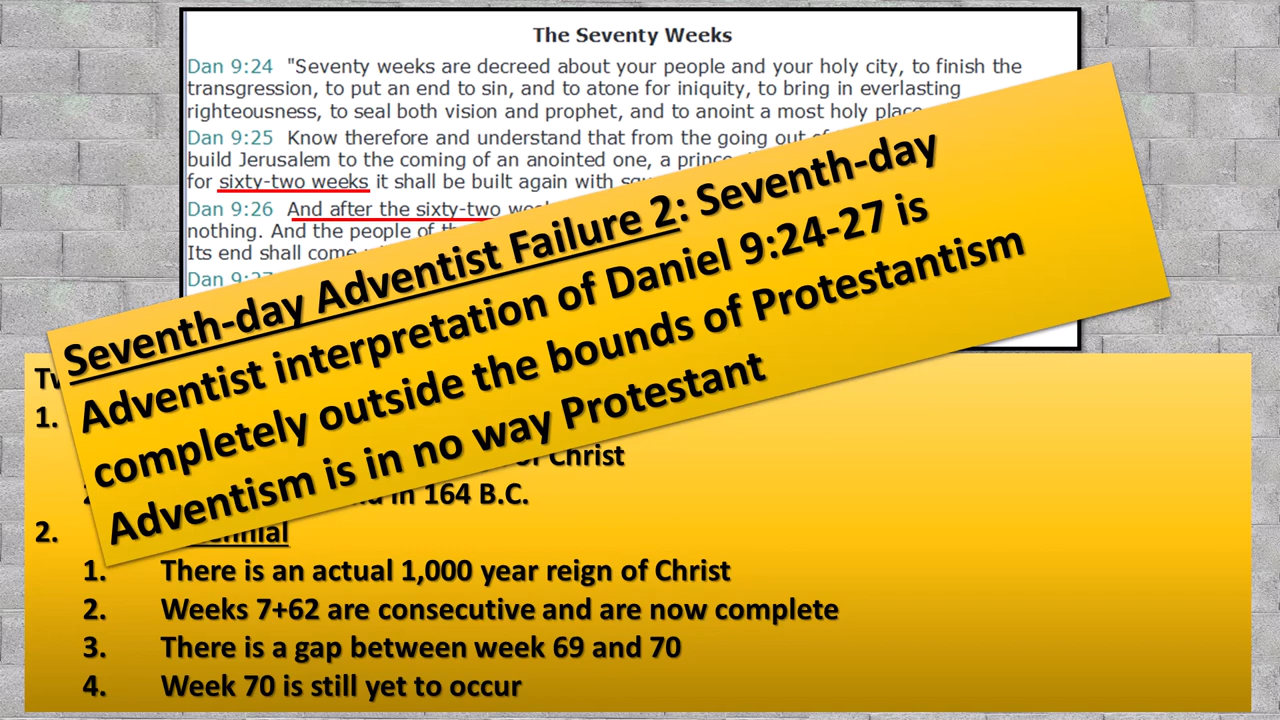 The Seventy Weeks
Dan 9:24 "Seventy weeks are decreed about your people and your holy city, to finish the
transgression, to put an end to sin, and to atone for iniquity, to bring in everlasting
righteousness, to seal both vision and prophet, and to anoint a most holy place
Dan 9:25 Know therefore and understand that from the going out
build Jerusalem to the coming of an anointed one, a
for sixty-two weeks it shall be built again with
Dan 9:26 And after the sixty-two
nothing. And the people of
Its end shall come
Dan
Seventh-day Adventist Failure 2: Seventh-day
Adventist interpretation of Daniel 9:24-27 is
completely outside the bounds of Protestantism
Adventism is in no way Protestant
1.
Christ
in 164 B.C.
2.
1. There is an actual 1,000 year reign of Christ
2. Weeks 7+62 are consecutive and are now complete
3. There is a gap between week 69 and 70
4. Week 70 is still yet to occur